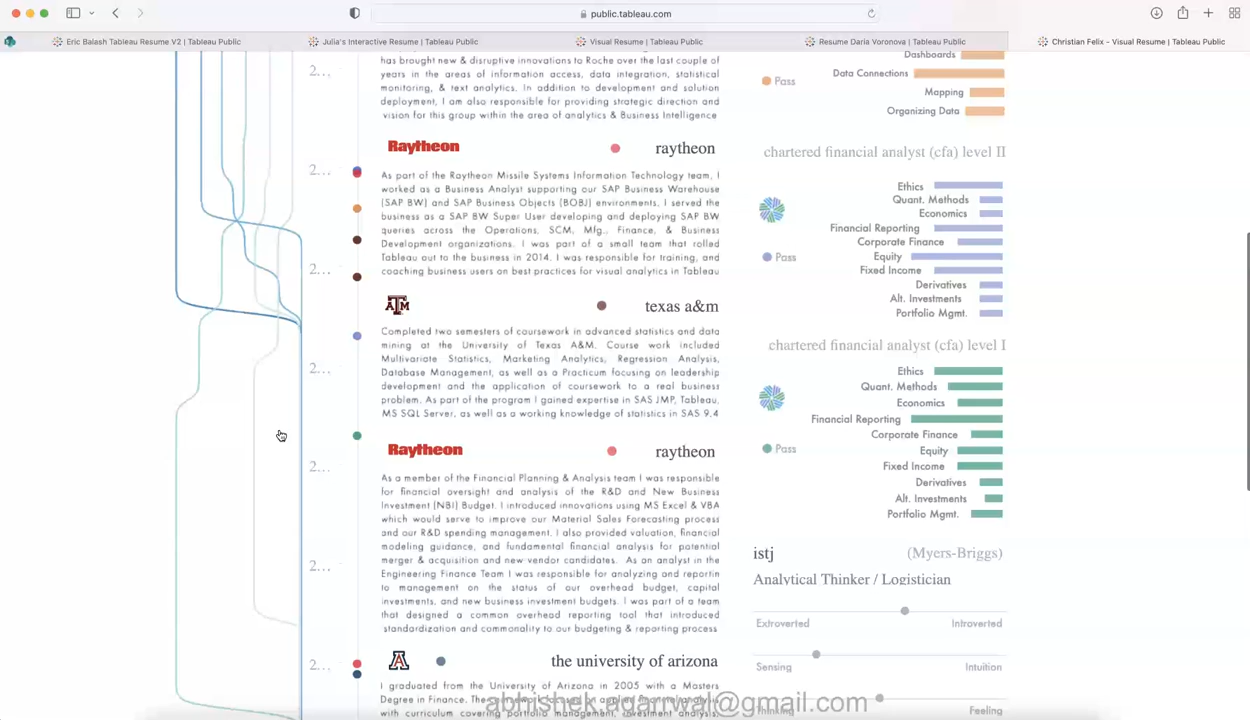 public.tableau.com
Eric Balash Tableau Resume V2 | Tableau Public
Julia's Interactive Resume | Tableau Public
Visual Resume | Tableau Public
Resume Daria Voronova | Tableau Public
Christian Felix - Visual Resume | Tableau Public
has brought new & disruptive innovations to Roche over the last couple of
years in the areas of information access, data integration, statistical
monitoring, & text analytics. In addition to development and solution
deployment, I am also responsible for providing strategic direction and
vision for this group within the area of analytics & Business Intelligence
2...
Raytheon
raytheon
2...
As part of the Raytheon Missile Systems Information Technology team, I
worked as a Business Analyst supporting our SAP Business Warehouse
(SAP BW) and SAP Business Objects (BOBJ) environments. I served the
business as a SAP BW Super User developing and deploying SAP BW
queries across the Operations, SCM, Mfg., Finance, & Business
Development organizations. I was part of a small team that rolled
Tableau out to the business in 2014. I was responsible for training, and
coaching business users on best practices for visual analytics in Tableau
2...
ATM
texas a&m
Completed two semesters of coursework in advanced statistics and data
mining at the University of Texas A&M. Course work included
Multivariate Statistics, Marketing Analytics, Regression Analysis,
Database Management, as well as a Practicum focusing on leadership
development and the application of coursework to a real business
problem. As part of the program I gained expertise in SAS JMP, Tableau,
MS SQL Server, as well as a working knowledge of statistics in SAS 9.4
2...
Raytheon
raytheon
2...
As a member of the Financial Planning & Analysis team I was responsible
for financial oversight and analysis of the R&D and New Business
Investment (NBI) Budget. I introduced innovations using MS Excel & VBA
which would serve to improve our Material Sales Forecasting process
and our R&D spending management. I also provided valuation, financial
modeling guidance, and fundamental financial analysis for potential
merger & acquisition and new vendor candidates. As an analyst in the
Engineering Finance Team I was responsible for analyzing and reportin
to management on the status of our overhead budget, capital
investments, and new business investment budgets. I was part of a team
that designed a common overhead reporting tool that introduced
standardization and commonality to our budgeting & reporting process
2...
2...
A
the university of arizona
I graduated from the University of Arizona in 2005 with a Masters
Degree in Finance. The
with curriculum covering portfolio management, investment analysis,
Dashboards
Data Connections
Mapping
Organizing Data
Pass
chartered financial analyst (cfa) level II
Ethics
Quant. Methods
Economics
Financial Reporting
Corporate Finance
Equity
Fixed Income
Derivatives
Alt. Investments
Portfolio Mgmt.
Pass
chartered financial analyst (cfa) level I
Ethics
Quant. Methods
Economics
Financial Reporting
Corporate Finance
Equity
Fixed Income
Derivatives
Alt. Investments
Portfolio Mgmt.
Pass
istj (Myers-Briggs)
Analytical Thinker / Logistician
Extroverted Introverted
Sensing Intuition
Thinking Feeling
abhishek.agarwal@gmail.com